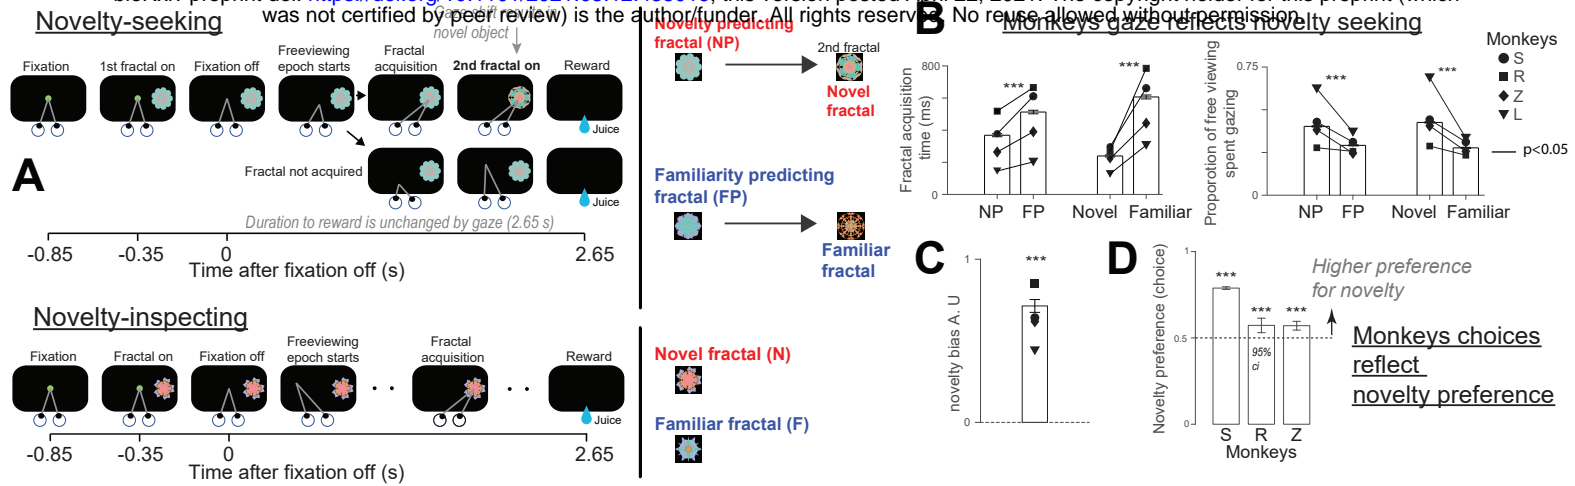 was not certified by peer review) is the author/funder. All rights reserved. No reuse allowed without permission.
Novelty-seeking
novel object
Fixation
1st fractal on
Fixation off
Freeviewing
epoch starts
Fractal
acquisition
2nd fractal on
Reward
Juice
A
Fractal not acquired
Juice
Duration to reward is unchanged by gaze (2.65 s)
-0.85
-0.35
0
2.65
Time after fixation off (s)
Novelty-inspecting
Fixation
Fractal on
Fixation off
Freeviewing
epoch starts
Fractal
acquisition
Reward
Juice
-0.85
-0.35
0
2.65
Time after fixation off (s)
Novelty predicting
fractal (NP)
2nd fractal
Novel
fractal
Familiarity predicting
fractal (FP)
Familiar
fractal
Novel fractal (N)
Familiar fractal (F)
B
Monkeys gaze reflects novelty seeking
Fractal acquisition
time (ms)
800
0
***
***
NP
FP
Novel
Familiar
Proporotion of free viewing
spent gazing
0.75
0
***
***
NP
FP
Novel
Familiar
Monkeys
S
R
Z
L
p<0.05
C
novelty bias A. U
1
0
***
D
Novelty preference (choice)
1
0.5
0
***
***
***
95%
ci
S
R
Z
Monkeys
Higher preference
for novelty
Monkeys choices
reflect
novelty preference